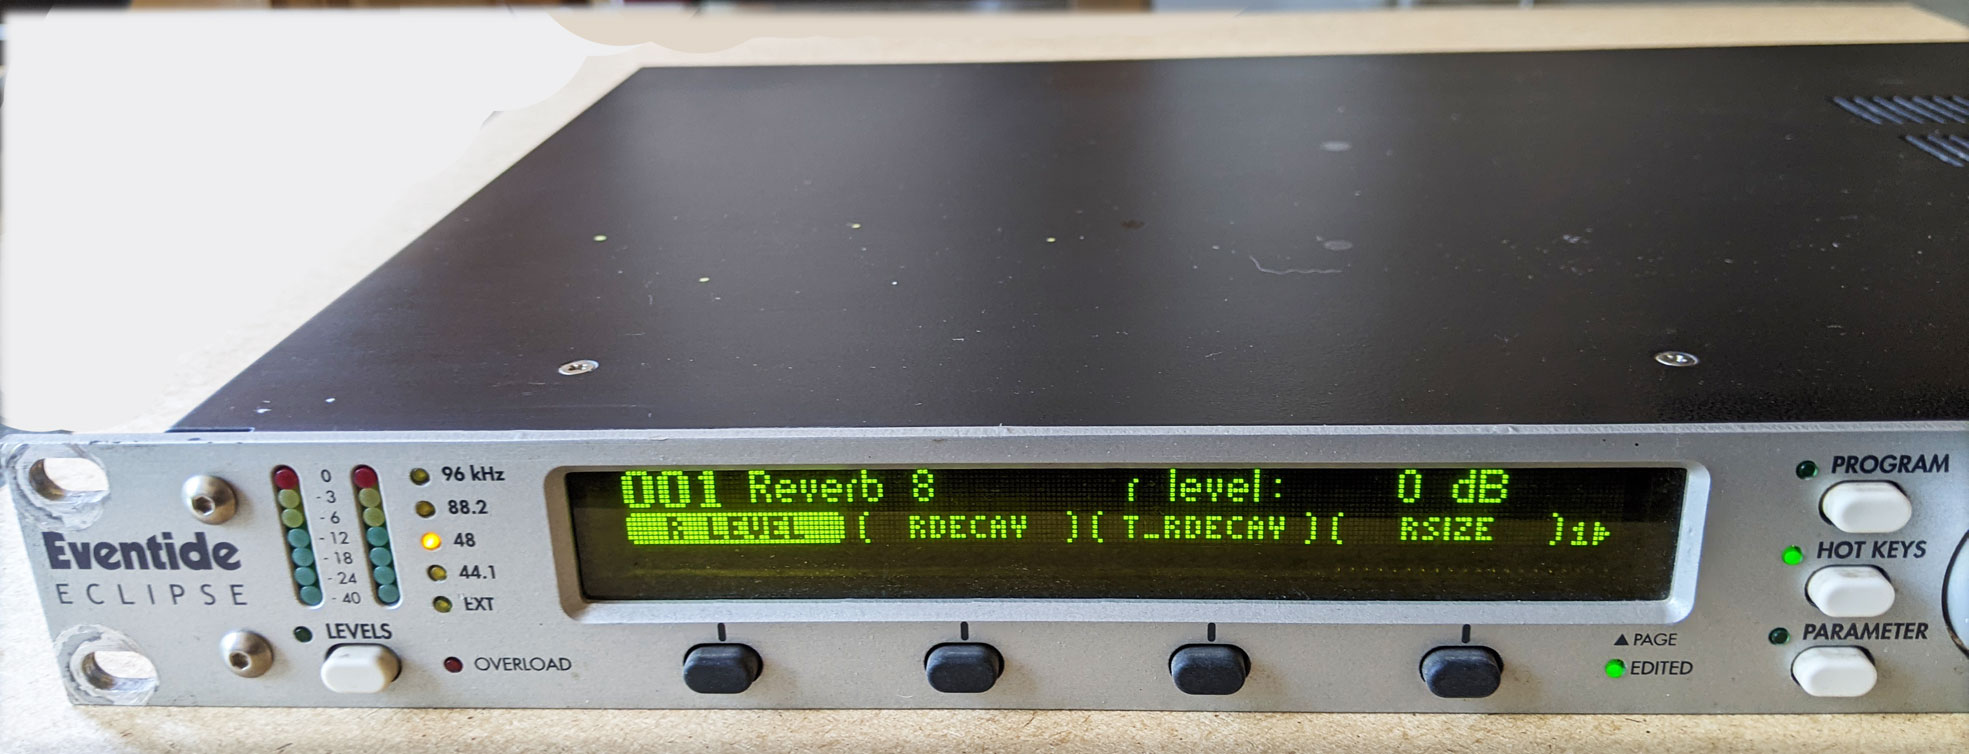 Eventide
ECLIPSE
0
-3
-6
-12
-18
-24
-40
96 kHz
88.2
48
44.1
EXT
LEVELS
OVERLOAD
001 Reverb 8 r level: 0 dB
R_LEVEL ( RDECAY )( T_RDECAY )( RSIZE )1
▲ PAGE
EDITED
PROGRAM
HOT KEYS
PARAMETER